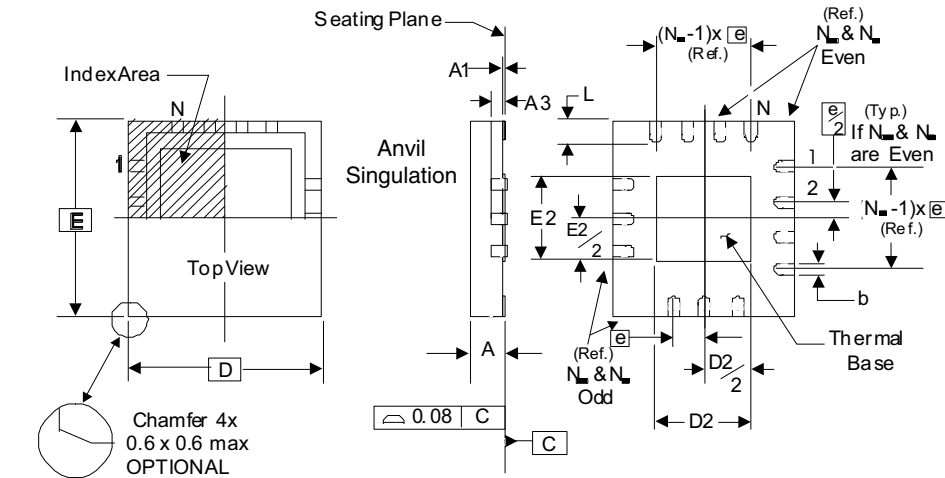 Seating Plane
(Ref.)
N & N
Even
(N -1)x e
(Ref.)
Index Area
A1
A3
L
N
N
e/2
(Typ.)
If N & N
are Even
1
Anvil
Singulation
1
2
E
E2
E2/2
(N -1)x e
(Ref.)
Top View
b
A
e
(Ref.)
N & N
Odd
D2/2
Thermal
Base
D
D2
0.08 C
C
Chamfer 4x
0.6 x 0.6 max
OPTIONAL